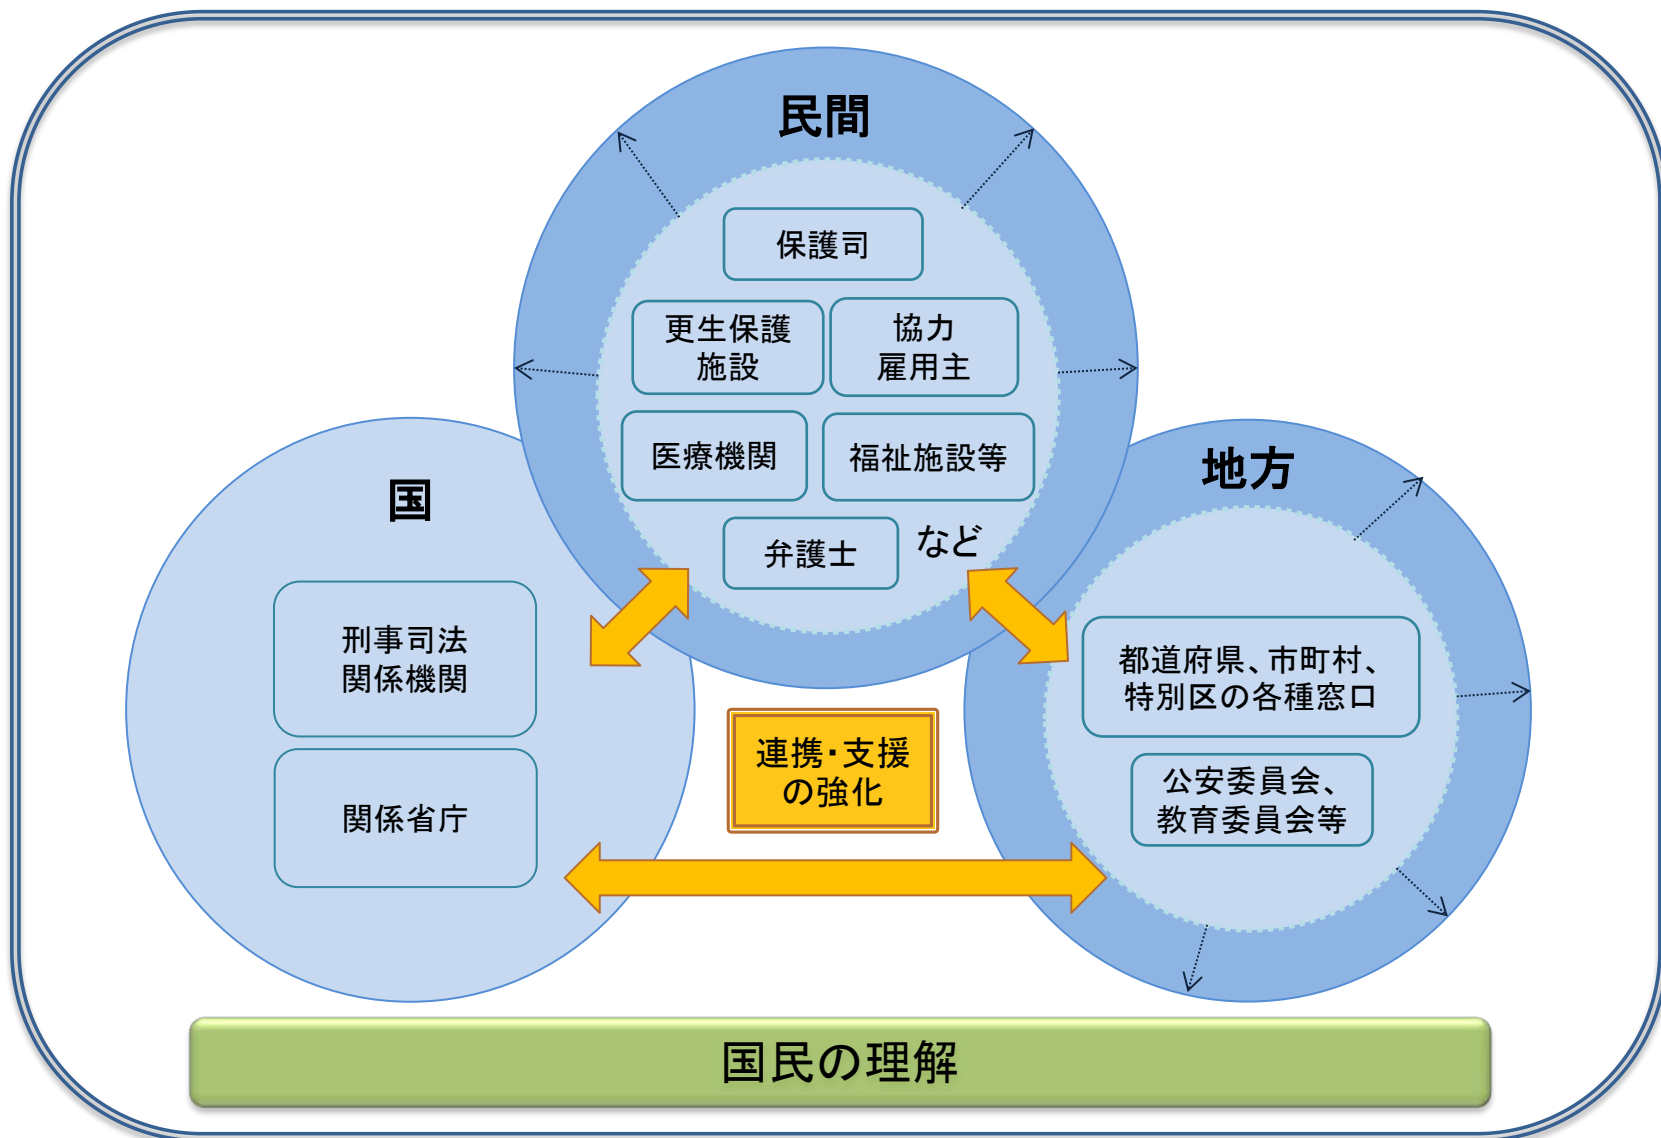 民間
保護司
更生保護
施設
協力
雇用主
医療機関
福祉施設等
弁護士
など
国
刑事司法
関係機関
関係省庁
地方
都道府県、市町村、
特別区の各種窓口
公安委員会、
教育委員会等
連携・支援
の強化
国民の理解